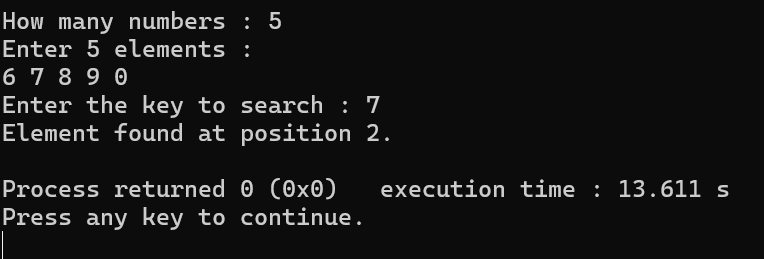 How many numbers : 5
Enter 5 elements :
6 7 8 9 0
Enter the key to search : 7
Element found at position 2.
Process returned 0 (0x0)   execution time : 13.611 s
Press any key to continue.